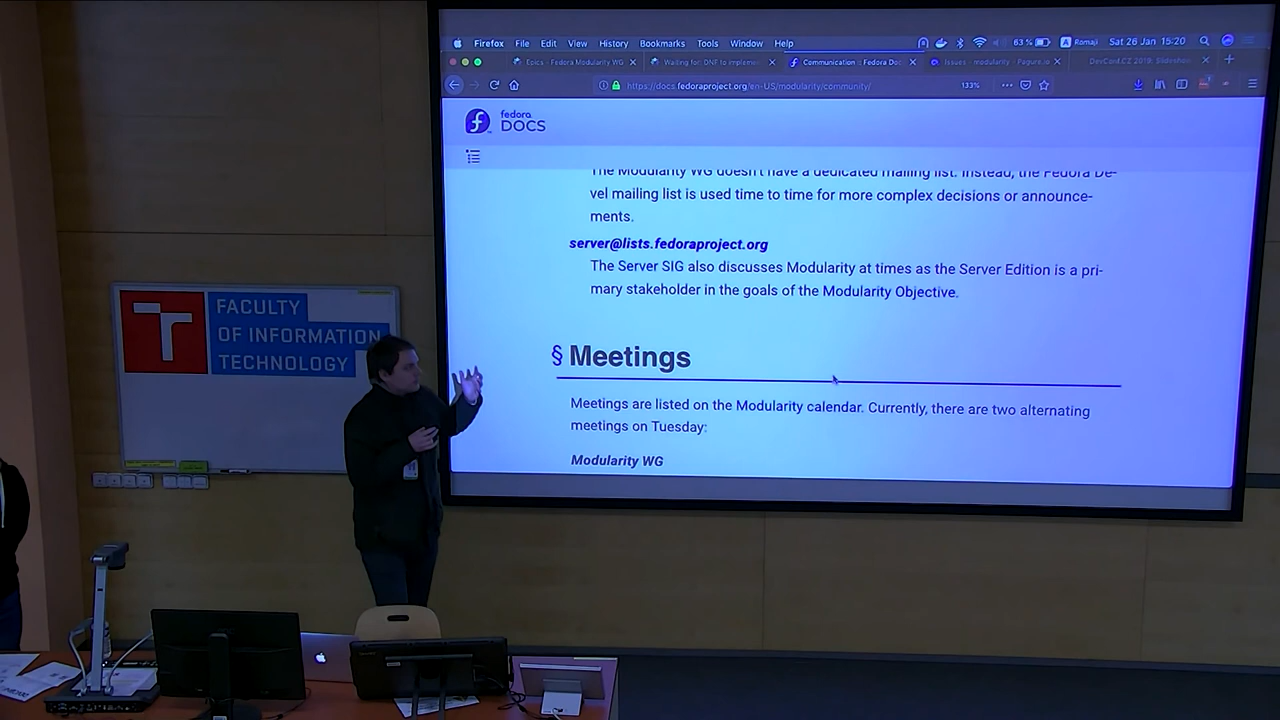 Firefox File Edit View History Bookmarks Tools Window Help 63 % A Romaji Sat 26 Jan 15:20
Epics - Fedora Modularity WG Waiting for: DNF to implemen Communication :: Fedora Doc Issues - modularity - Pagure.io DevConf.CZ 2019: Slideshow
https://docs.fedoraproject.org/en-US/modularity/community/ 133%
fedora
DOCS
The Modularity WG doesn't have a dedicated mailing list. Instead, the Fedora De-
vel mailing list is used time to time for more complex decisions or announce-
ments.
server@lists.fedoraproject.org
The Server SIG also discusses Modularity at times as the Server Edition is a pri-
mary stakeholder in the goals of the Modularity Objective.
§ Meetings
Meetings are listed on the Modularity calendar. Currently, there are two alternating
meetings on Tuesday:
Modularity WG
FACULTY
OF INFORMATION
TECHNOLOGY